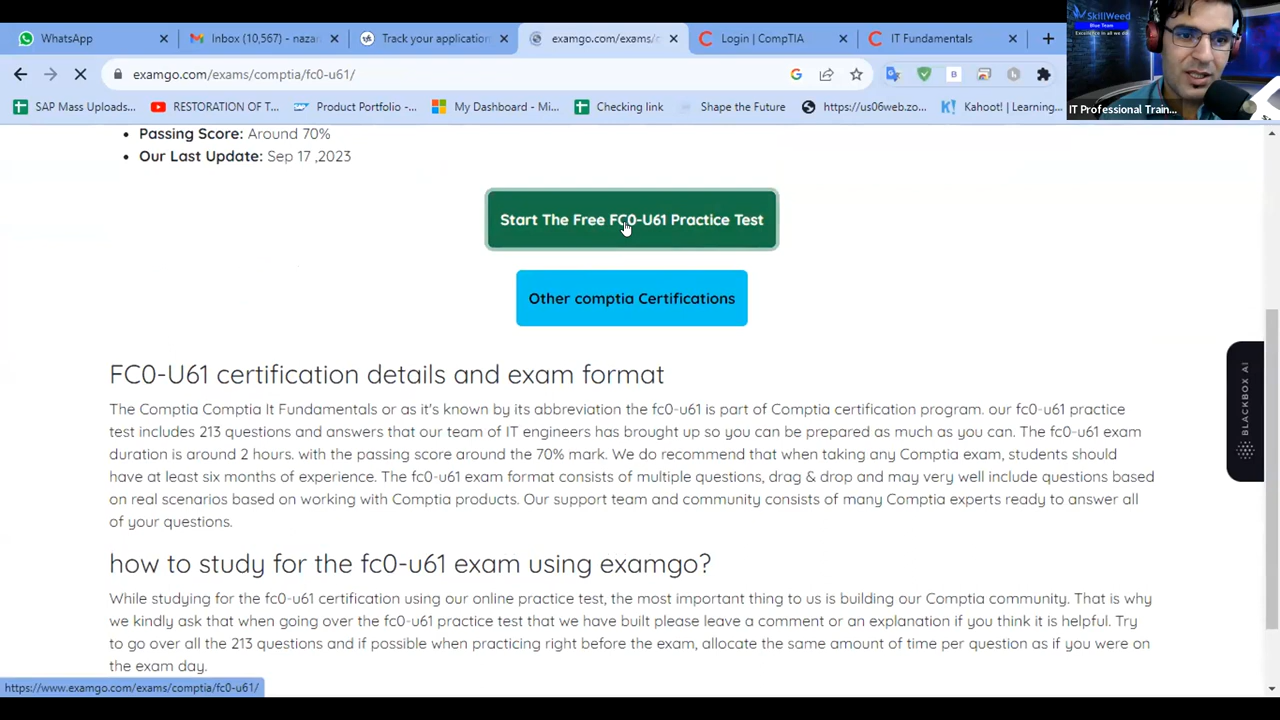 WhatsApp
Inbox (10,567) - naza
Track your application
examgo.com/exams/
Login | CompTIA
IT Fundamentals
SkillWeed
Blue Team
examgo.com/exams/comptia/fc0-u61/
IT Professional Train...
SAP Mass Uploads...
RESTORATION OF T...
Product Portfolio -...
My Dashboard - Mi...
Checking link
Shape the Future
https://us06web.zo...
Kahoot! | Learning...
• Passing Score: Around 70%
• Our Last Update: Sep 17 ,2023
Start The Free FC0-U61 Practice Test
Other comptia Certifications
BLACKBOX AI
FC0-U61 certification details and exam format
The Comptia Comptia It Fundamentals or as it's known by its abbreviation the fc0-u61 is part of Comptia certification program. our fc0-u61 practice
test includes 213 questions and answers that our team of IT engineers has brought up so you can be prepared as much as you can. The fc0-u61 exam
duration is around 2 hours. with the passing score around the 70% mark. We do recommend that when taking any Comptia exam, students should
have at least six months of experience. The fc0-u61 exam format consists of multiple questions, drag & drop and may very well include questions based
on real scenarios based on working with Comptia products. Our support team and community consists of many Comptia experts ready to answer all
of your questions.
how to study for the fc0-u61 exam using examgo?
While studying for the fc0-u61 certification using our online practice test, the most important thing to us is building our Comptia community. That is why
we kindly ask that when going over the fc0-u61 practice test that we have built please leave a comment or an explanation if you think it is helpful. Try
to go over all the 213 questions and if possible when practicing right before the exam, allocate the same amount of time per question as if you were on
the exam day.
https://www.examgo.com/exams/comptia/fc0-u61/